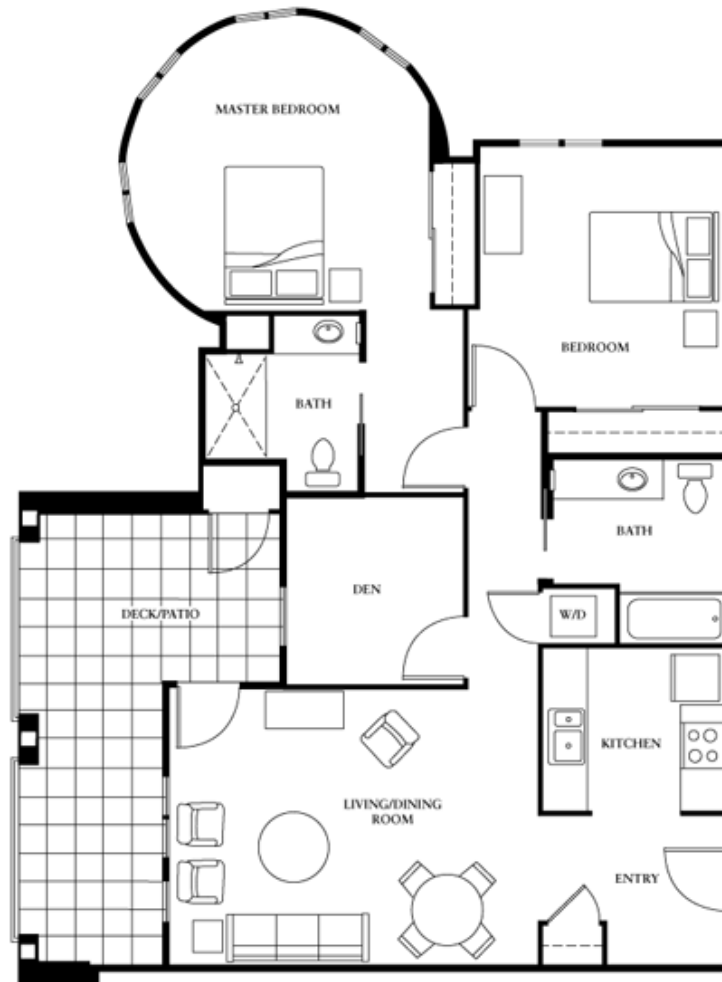 MASTER BEDROOM
BEDROOM
BATH
BATH
DEN
DECK/PATIO
W/D
KITCHEN
LIVING/DINING
ROOM
ENTRY